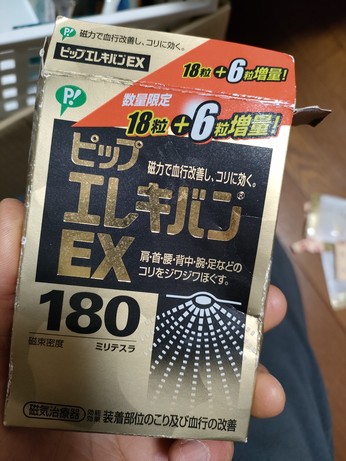 P!
磁力で血行改善し、コリに効く。
ピップエレキバンEX
18粒+6粒増量!
P!
数量限定
18粒+6粒増量!
ピップ
磁力で血行改善し、コリに効く。
エレキバン®
EX
肩・首・腰・背中・腕・足などの
コリをジワジワほぐす。
180
磁束密度 ミリテスラ
磁気治療器 効能効果 装着部位のこり及び血行の改善